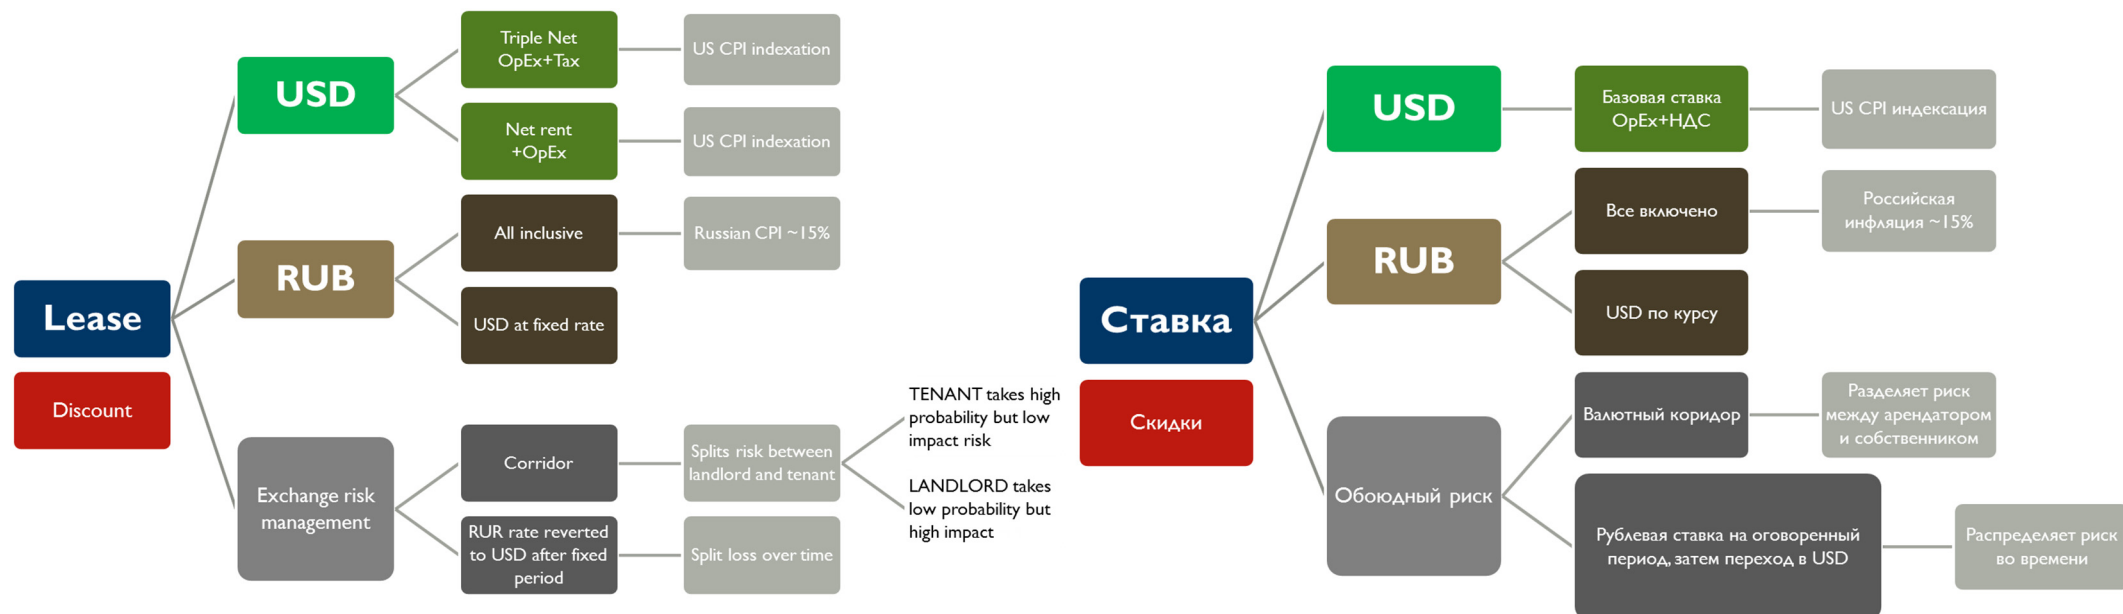 Lease
Discount
USD
Triple Net
OpEx+Tax
US CPI indexation
Net rent
+OpEx
US CPI indexation
RUB
All inclusive
Russian CPI ~15%
USD at fixed rate
Exchange risk
management
Corridor
Splits risk between
landlord and tenant
TENANT takes high
probability but low
impact risk
LANDLORD takes
low probability but
high impact
RUR rate reverted
to USD after fixed
period
Split loss over time
Ставка
Скидки
USD
Базовая ставка
OpEx+НДС
US CPI индексация
RUB
Все включено
Российская
инфляция ~15%
USD по курсу
Обоюдный риск
Валютный коридор
Разделяет риск
между арендатором
и собственником
Рублевая ставка на оговоренный
период, затем переход в USD
Распределяет риск
во времени